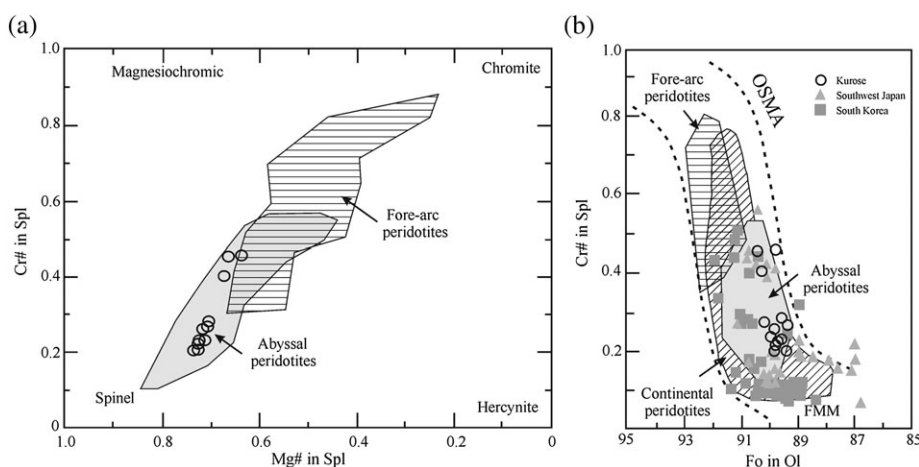 (a)
1.0
0.8
0.6
0.4
0.2
0
Cr# in Spl
Magnesiochromic
Chromite
Fore-arc
peridotites
Abyssal
peridotites
Spinel
Hercynite
1.0
0.8
0.6
0.4
0.2
0
Mg# in Spl
(b)
1.0
0.8
0.6
0.4
0.2
Cr# in Spl
Fore-arc
peridotites
OSMA
Kurose
Southwest Japan
South Korea
Abyssal
peridotites
Continental
peridotites
FMM
95
93
91
89
87
85
Fo in Ol